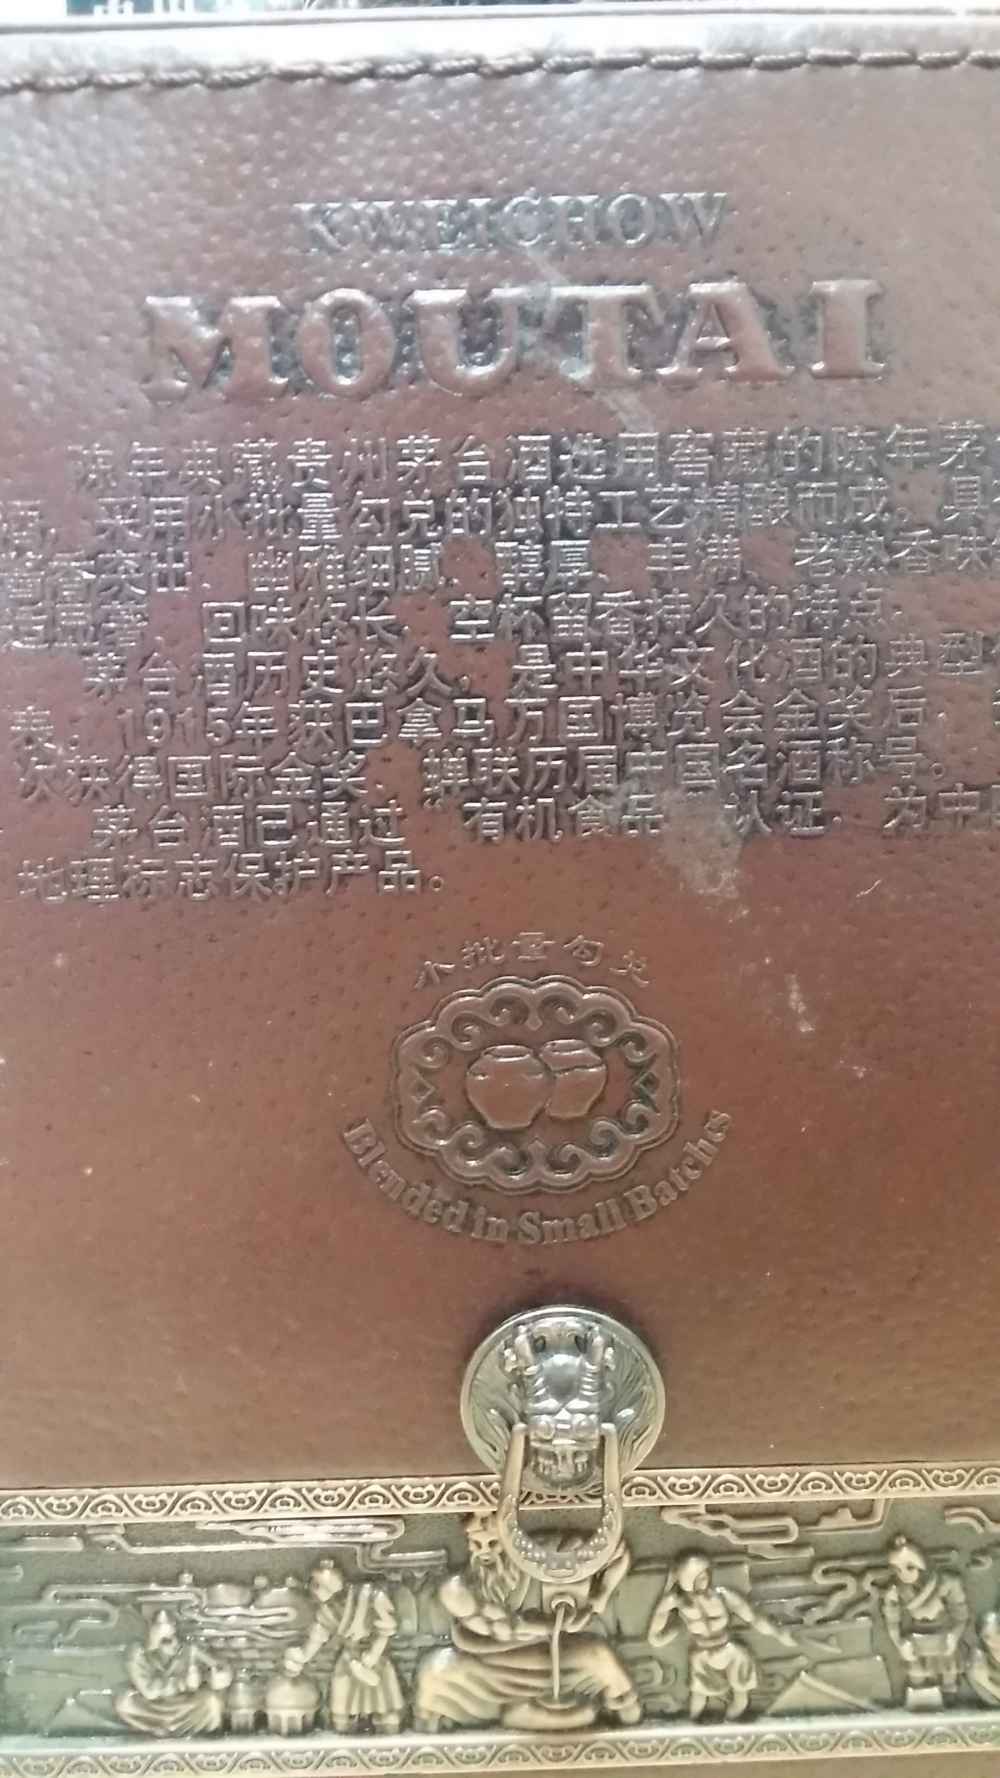 KWEICHOW
MOUTAI
陈年典藏贵州茅台酒选用窖藏的陈年茅
酒，采用小批量勾兑的独特工艺精酿而成。具
酱香突出、幽雅细腻、醇厚、丰满、老熟香味
显著、回味悠长、空杯留香持久的特点。
茅台酒历史悠久，是中华文化酒的典型
表，1915年获巴拿马万国博览会金奖后，
次获得国际金奖，蝉联历届中国名酒称号。
茅台酒已通过“有机食品”认证，为中
地理标志保护产品。
小批量勾兑
Blended in Small Batches